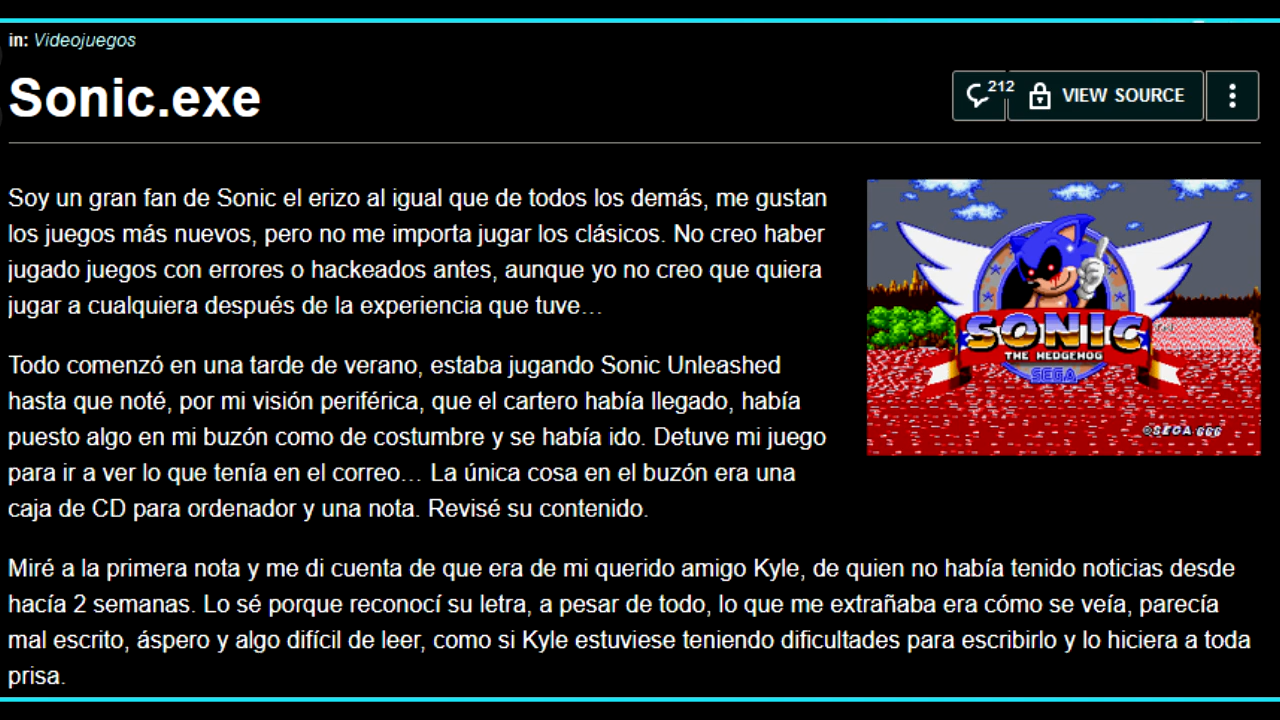 in: Videojuegos
Sonic.exe
212
VIEW SOURCE
Soy un gran fan de Sonic el erizo al igual que de todos los demás, me gustan
los juegos más nuevos, pero no me importa jugar los clásicos. No creo haber
jugado juegos con errores o hackeados antes, aunque yo no creo que quiera
jugar a cualquiera después de la experiencia que tuve…
SONIC
THE HEDGEHOG
SEGA
©SEGA 666
Todo comenzó en una tarde de verano, estaba jugando Sonic Unleashed
hasta que noté, por mi visión periférica, que el cartero había llegado, había
puesto algo en mi buzón como de costumbre y se había ido. Detuve mi juego
para ir a ver lo que tenía en el correo… La única cosa en el buzón era una
caja de CD para ordenador y una nota. Revisé su contenido.
Miré a la primera nota y me di cuenta de que era de mi querido amigo Kyle, de quien no había tenido noticias desde
hacía 2 semanas. Lo sé porque reconocí su letra, a pesar de todo, lo que me extrañaba era cómo se veía, parecía
mal escrito, áspero y algo difícil de leer, como si Kyle estuviese teniendo dificultades para escribirlo y lo hiciera a toda
prisa.